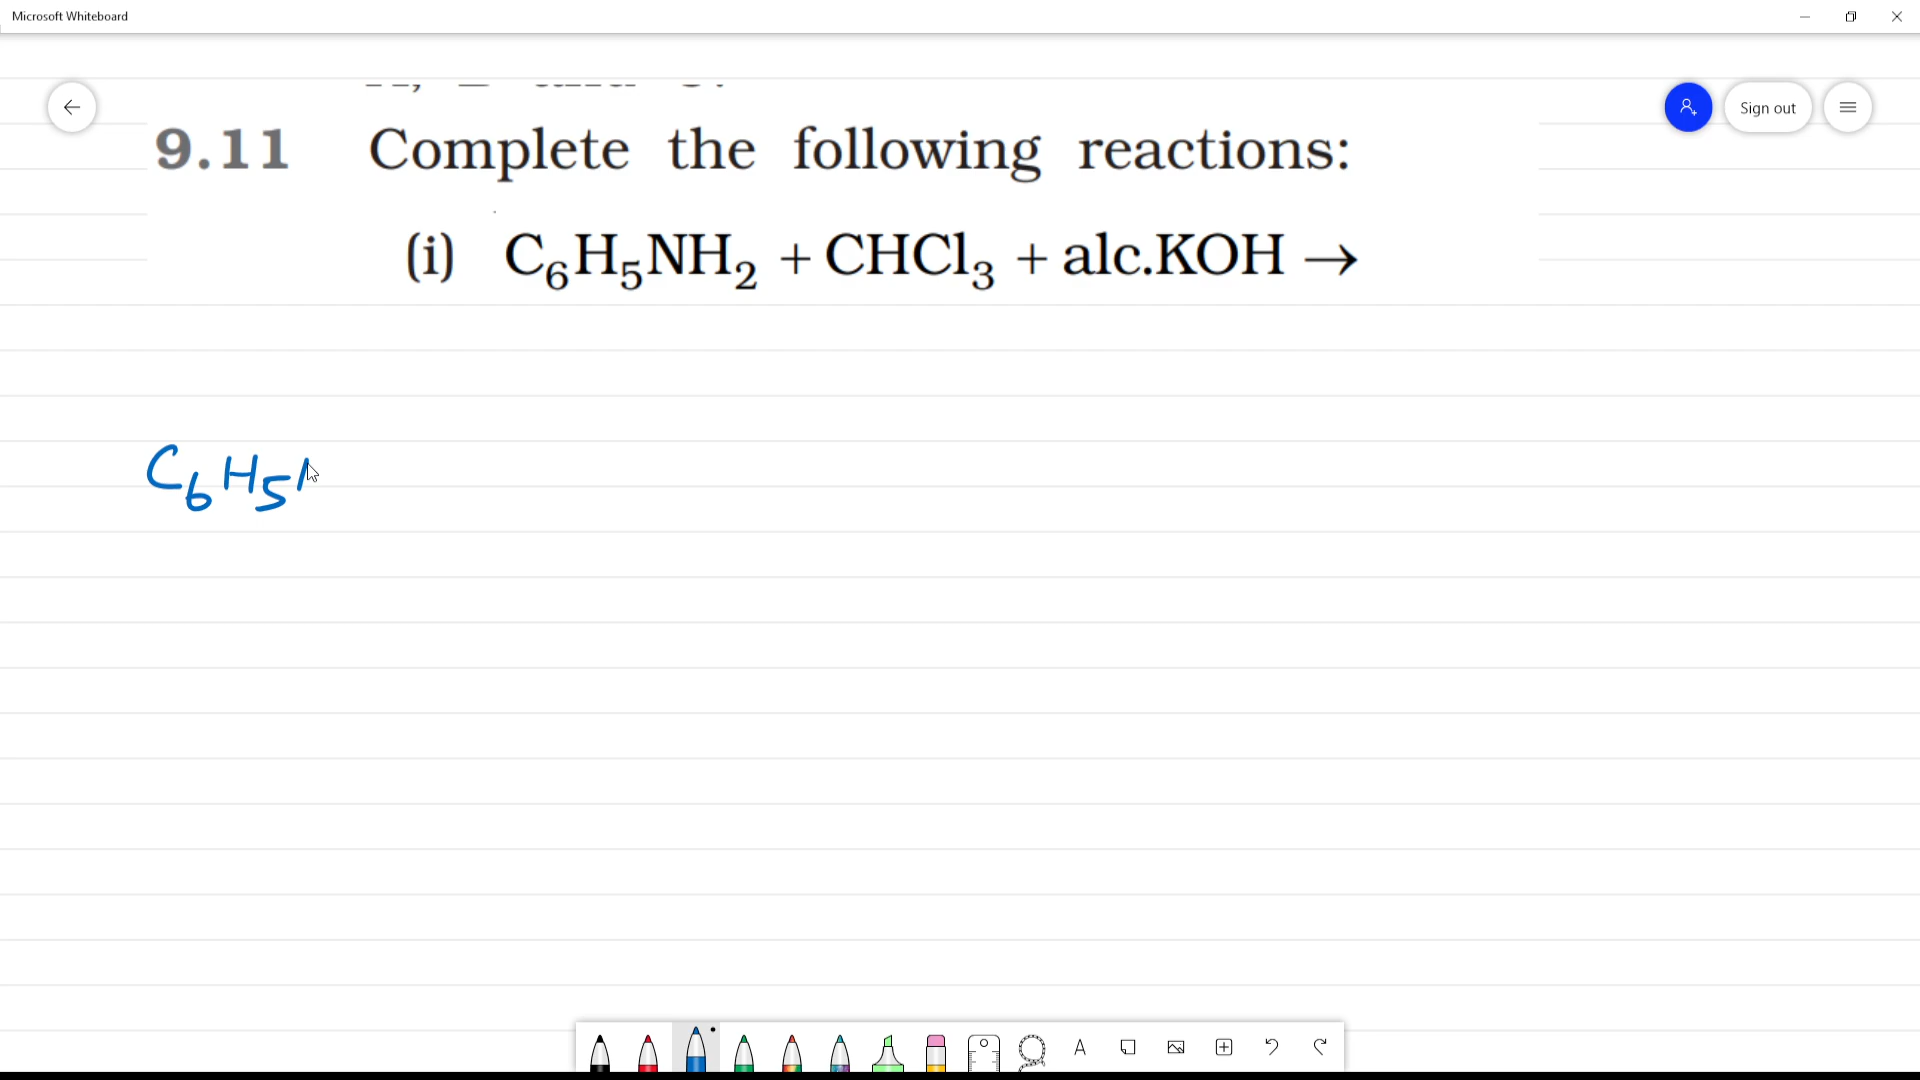 Microsoft Whiteboard
Sign out
9.11 Complete the following reactions:
(i) C₆H₅NH₂ + CHCl₃ + alc.KOH →
C₆H₅
A